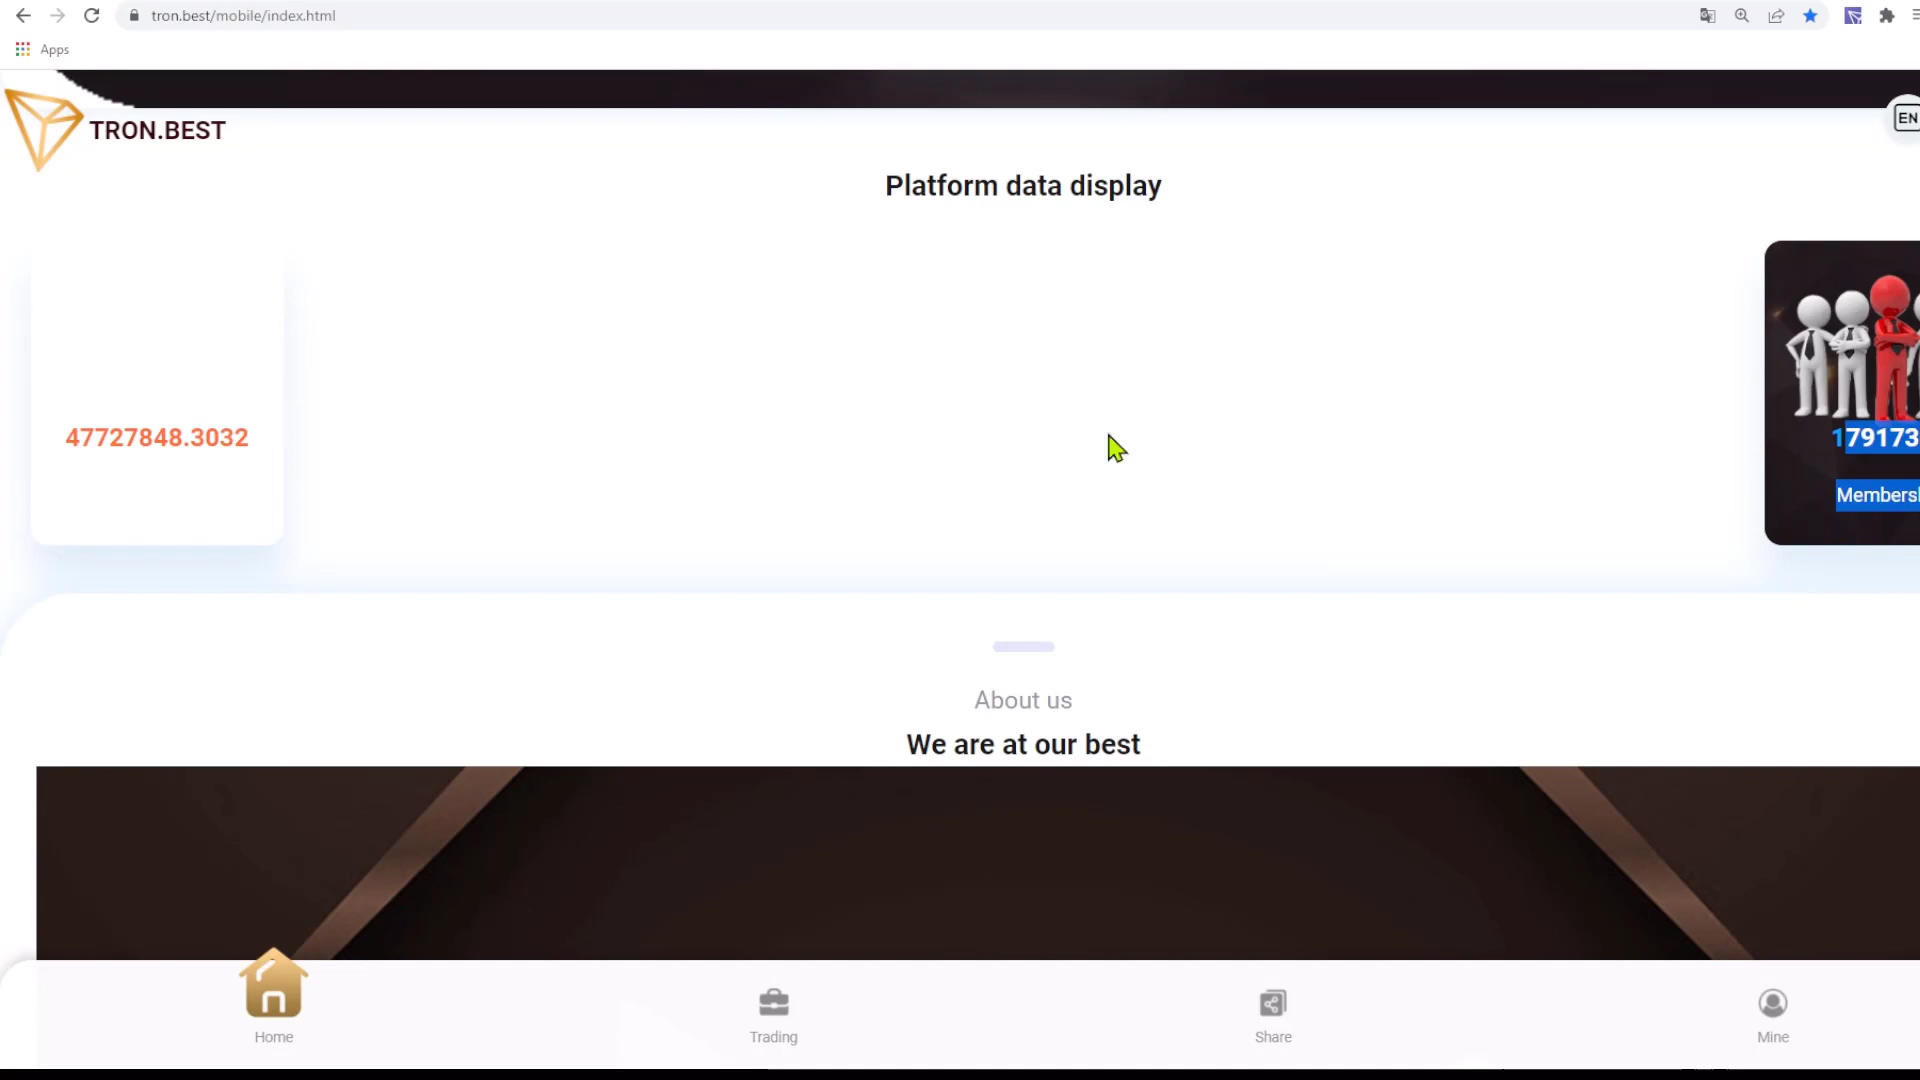 tron.best/mobile/index.html
Apps
TRON.BEST
EN
Platform data display
47727848.3032
179173
Members
About us
We are at our best
Home
Trading
Share
Mine